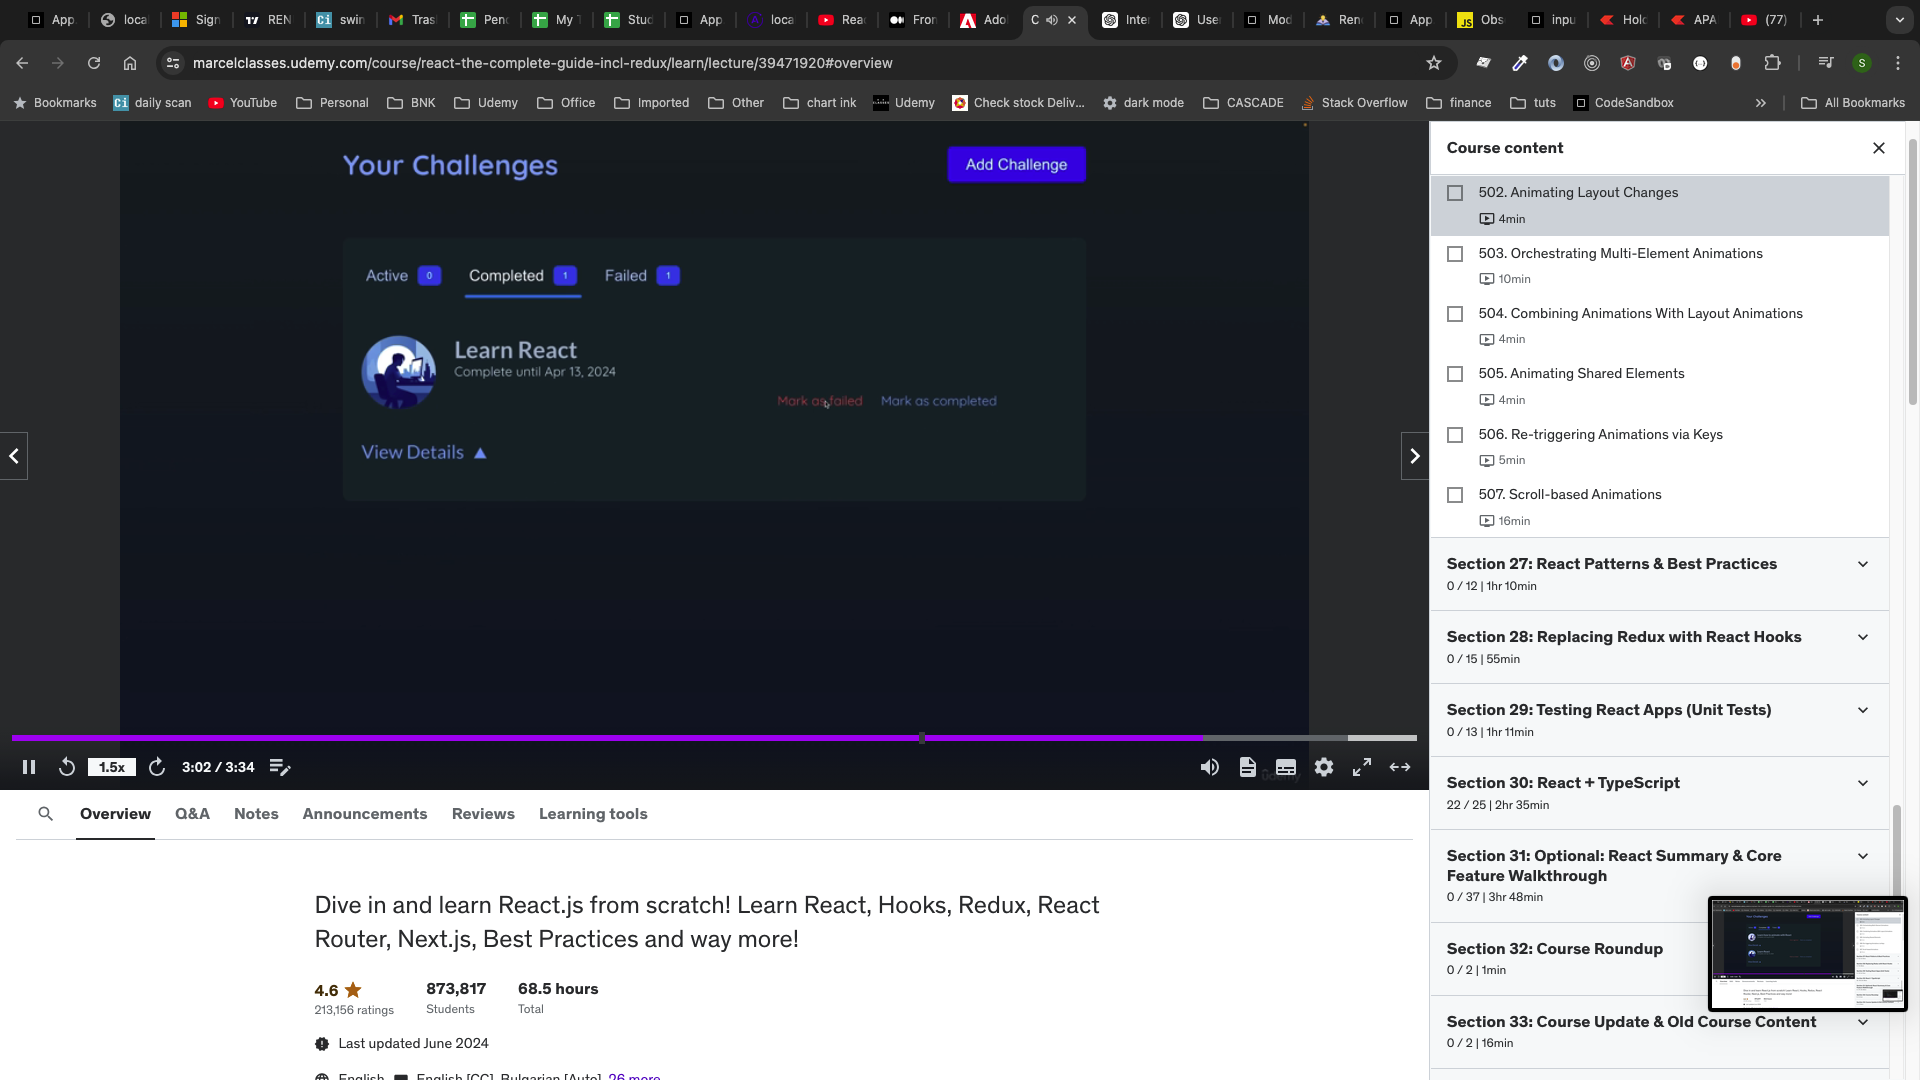 App.
local
Sign
REN
swin
Tras
Penc
My T
Stud
App
loca
Reac
Fron
Ado
C
Inter
User
Mod
Rend
App.
Obs
inpu
Hold
APA
(77)
marcelclasses.udemy.com/course/react-the-complete-guide-incl-redux/learn/lecture/39471920#overview
S
Bookmarks
daily scan
YouTube
Personal
BNK
Udemy
Office
Imported
Other
chart ink
Udemy
Check stock Deliv...
dark mode
CASCADE
Stack Overflow
finance
tuts
CodeSandbox
All Bookmarks
Your Challenges
Add Challenge
Active 0
Completed 1
Failed 1
Learn React
Complete until Apr 13, 2024
Mark as failed
Mark as completed
View Details
1.5x
3:02 / 3:34
Overview
Q&A
Notes
Announcements
Reviews
Learning tools
Dive in and learn React.js from scratch! Learn React, Hooks, Redux, React
Router, Next.js, Best Practices and way more!
4.6
873,817
68.5 hours
213,156 ratings
Students
Total
Last updated June 2024
English
English [CC], Bulgarian [Auto], 26 more
Course content
502. Animating Layout Changes
4min
503. Orchestrating Multi-Element Animations
10min
504. Combining Animations With Layout Animations
4min
505. Animating Shared Elements
4min
506. Re-triggering Animations via Keys
5min
507. Scroll-based Animations
16min
Section 27: React Patterns & Best Practices
0 / 12 | 1hr 10min
Section 28: Replacing Redux with React Hooks
0 / 15 | 55min
Section 29: Testing React Apps (Unit Tests)
0 / 13 | 1hr 11min
Section 30: React + TypeScript
22 / 25 | 2hr 35min
Section 31: Optional: React Summary & Core
Feature Walkthrough
0 / 37 | 3hr 48min
Section 32: Course Roundup
0 / 2 | 1min
Section 33: Course Update & Old Course Content
0 / 2 | 16min